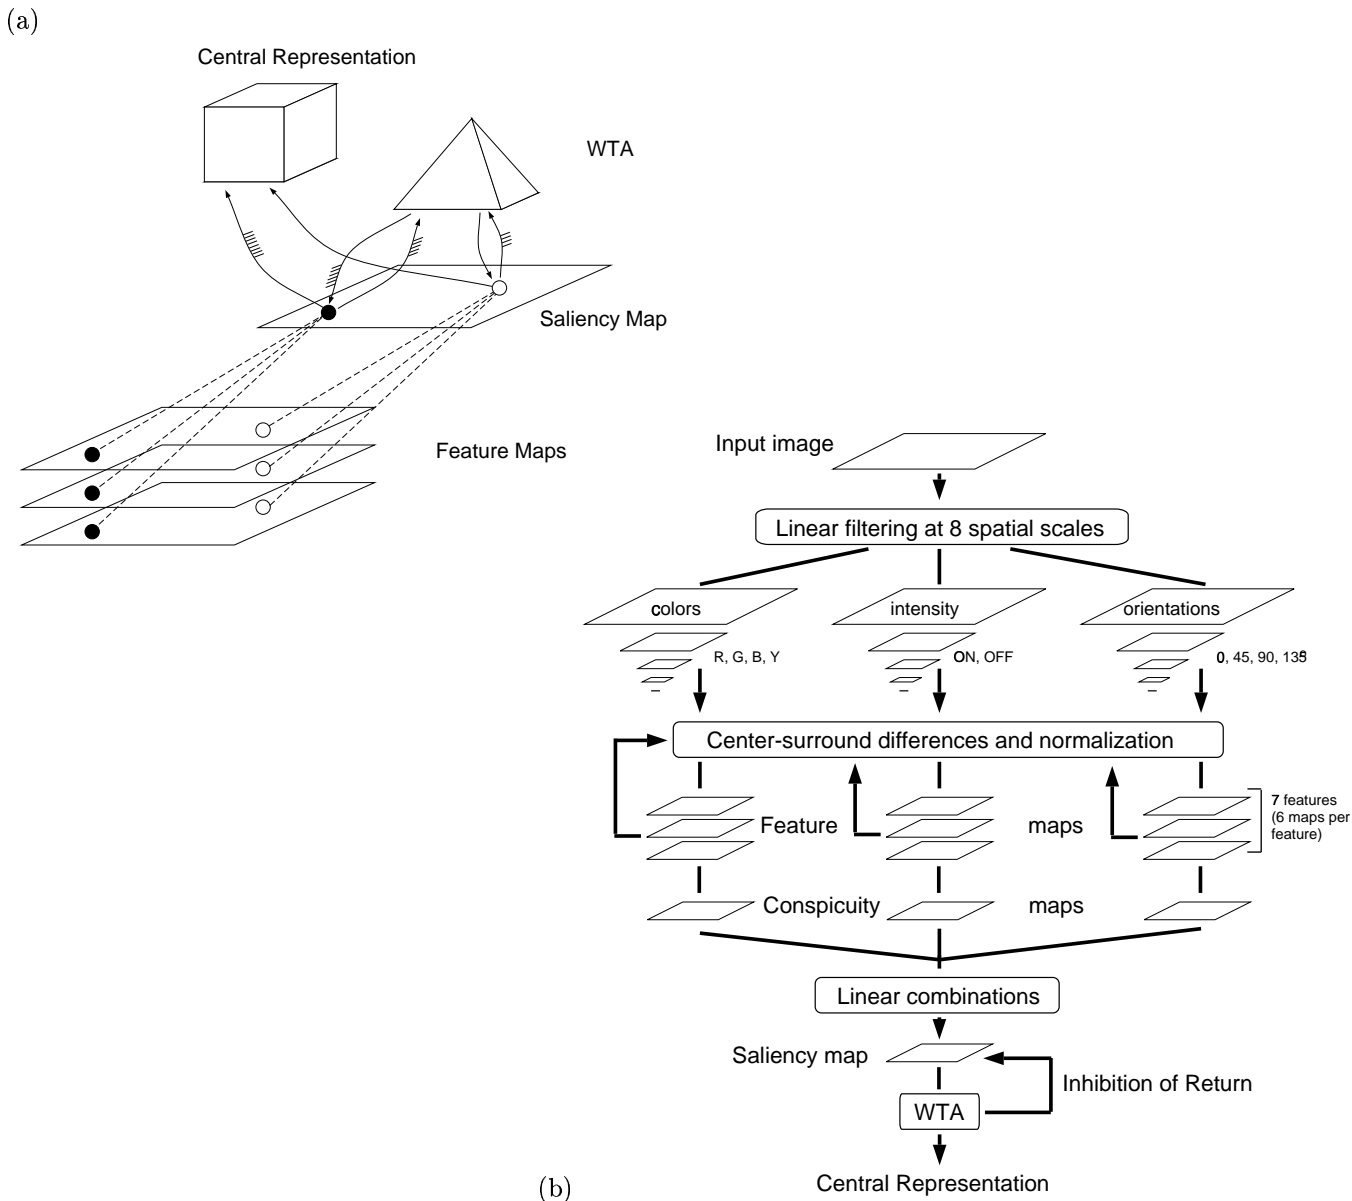 (a)
Central Representation
WTA
Saliency Map
Feature Maps
Input image
Linear filtering at 8 spatial scales
colors
intensity
orientations
R, G, B, Y
ON, OFF
0, 45, 90, 135°
Center-surround differences and normalization
Feature maps
7 features
(6 maps per
feature)
Conspicuity maps
Linear combinations
Saliency map
Inhibition of Return
WTA
Central Representation
(b)